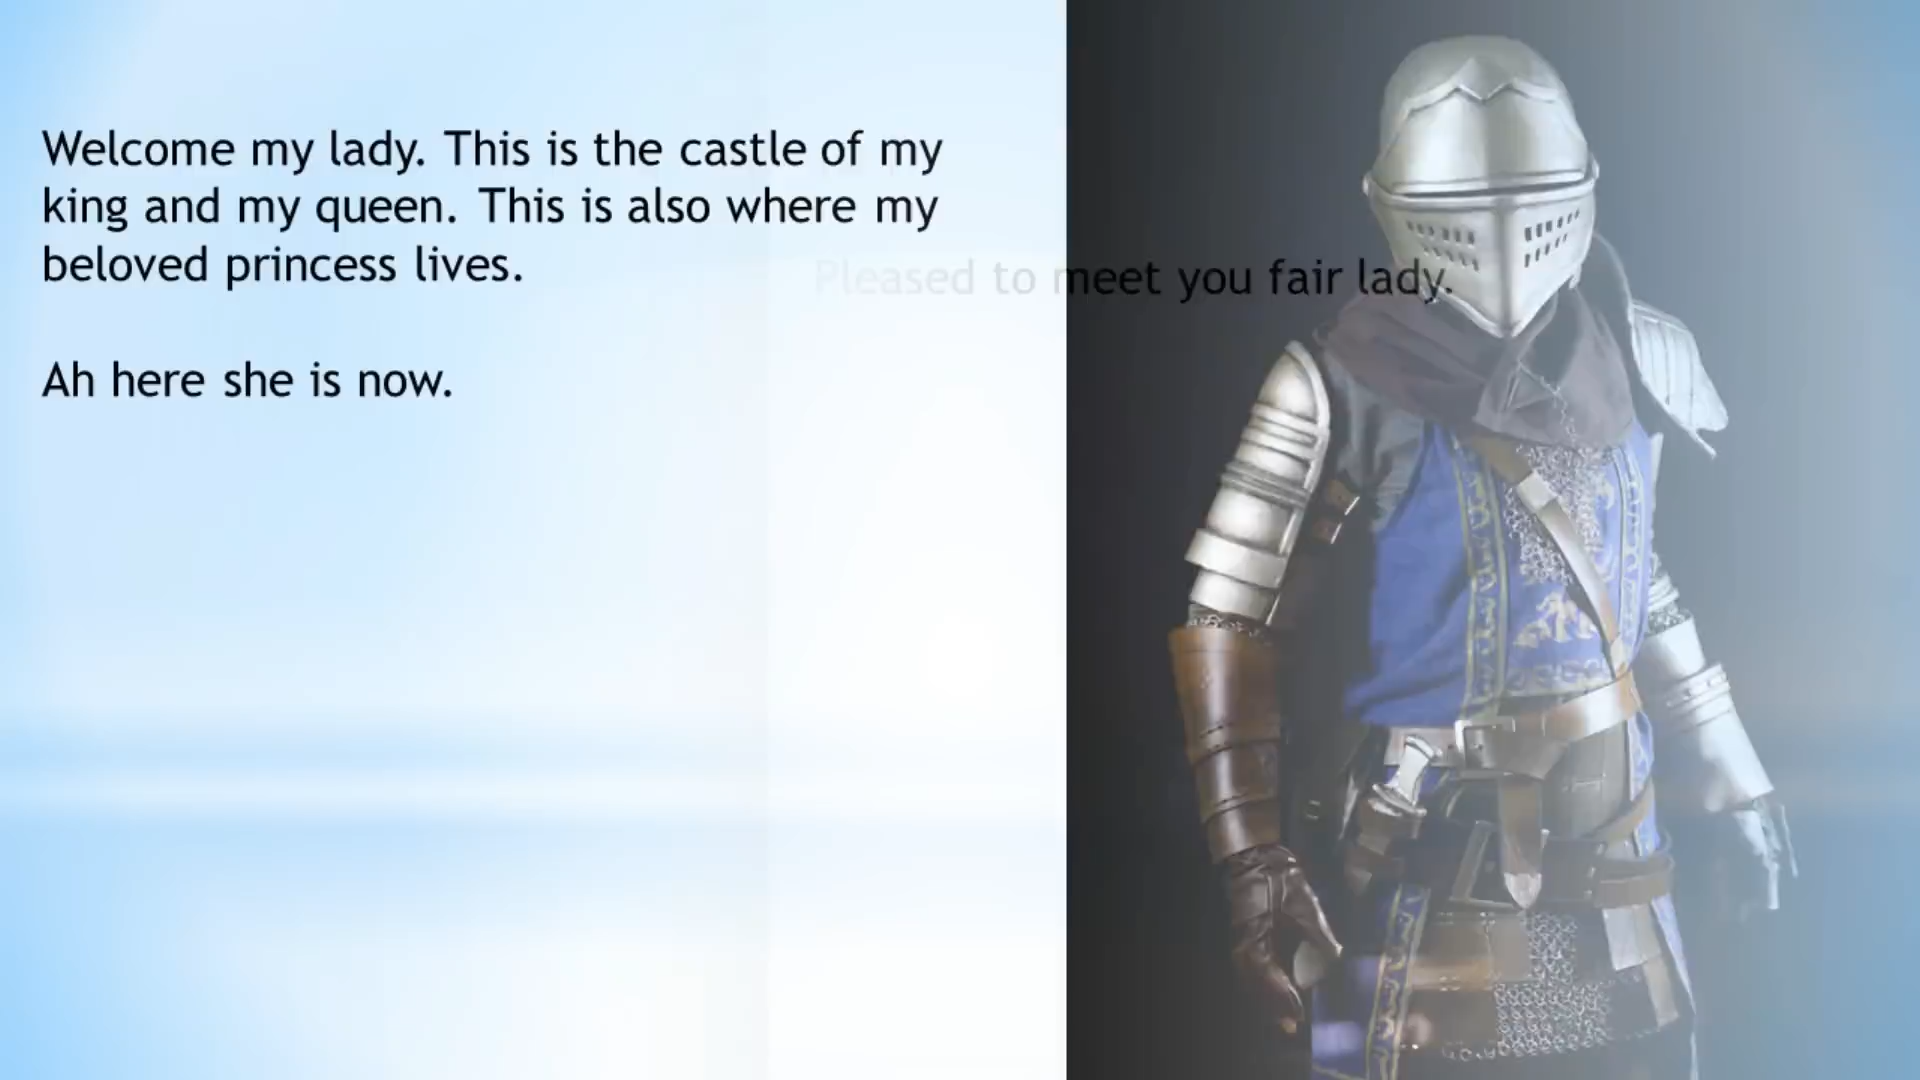 Welcome my lady. This is the castle of my
king and my queen. This is also where my
beloved princess lives.
Pleased to meet you fair lady.
Ah here she is now.